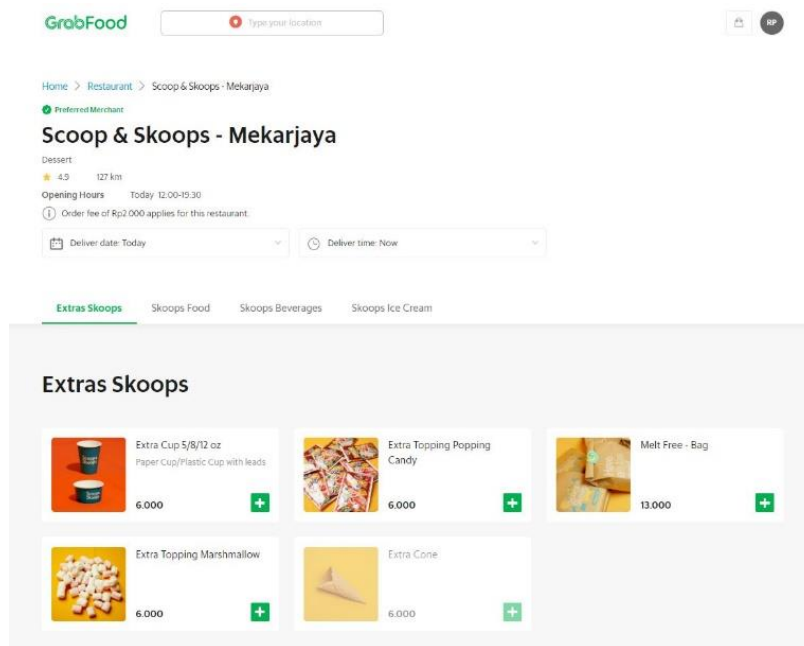 GrabFood
Type your location
RP
Home > Restaurant > Scoop & Skoops - Mekarjaya
Preferred Merchant
Scoop & Skoops - Mekarjaya
Dessert
4.9 127 km
Opening Hours Today 12:00-19:30
Order fee of Rp2.000 applies for this restaurant.
Deliver date: Today
Deliver time: Now
Extras Skoops Skoops Food Skoops Beverages Skoops Ice Cream
Extras Skoops
Extra Cup 5/8/12 oz
Paper Cup/Plastic Cup with leads
6.000
Extra Topping Popping
Candy
6.000
Melt Free - Bag
13.000
Extra Topping Marshmallow
6.000
Extra Cone
6.000